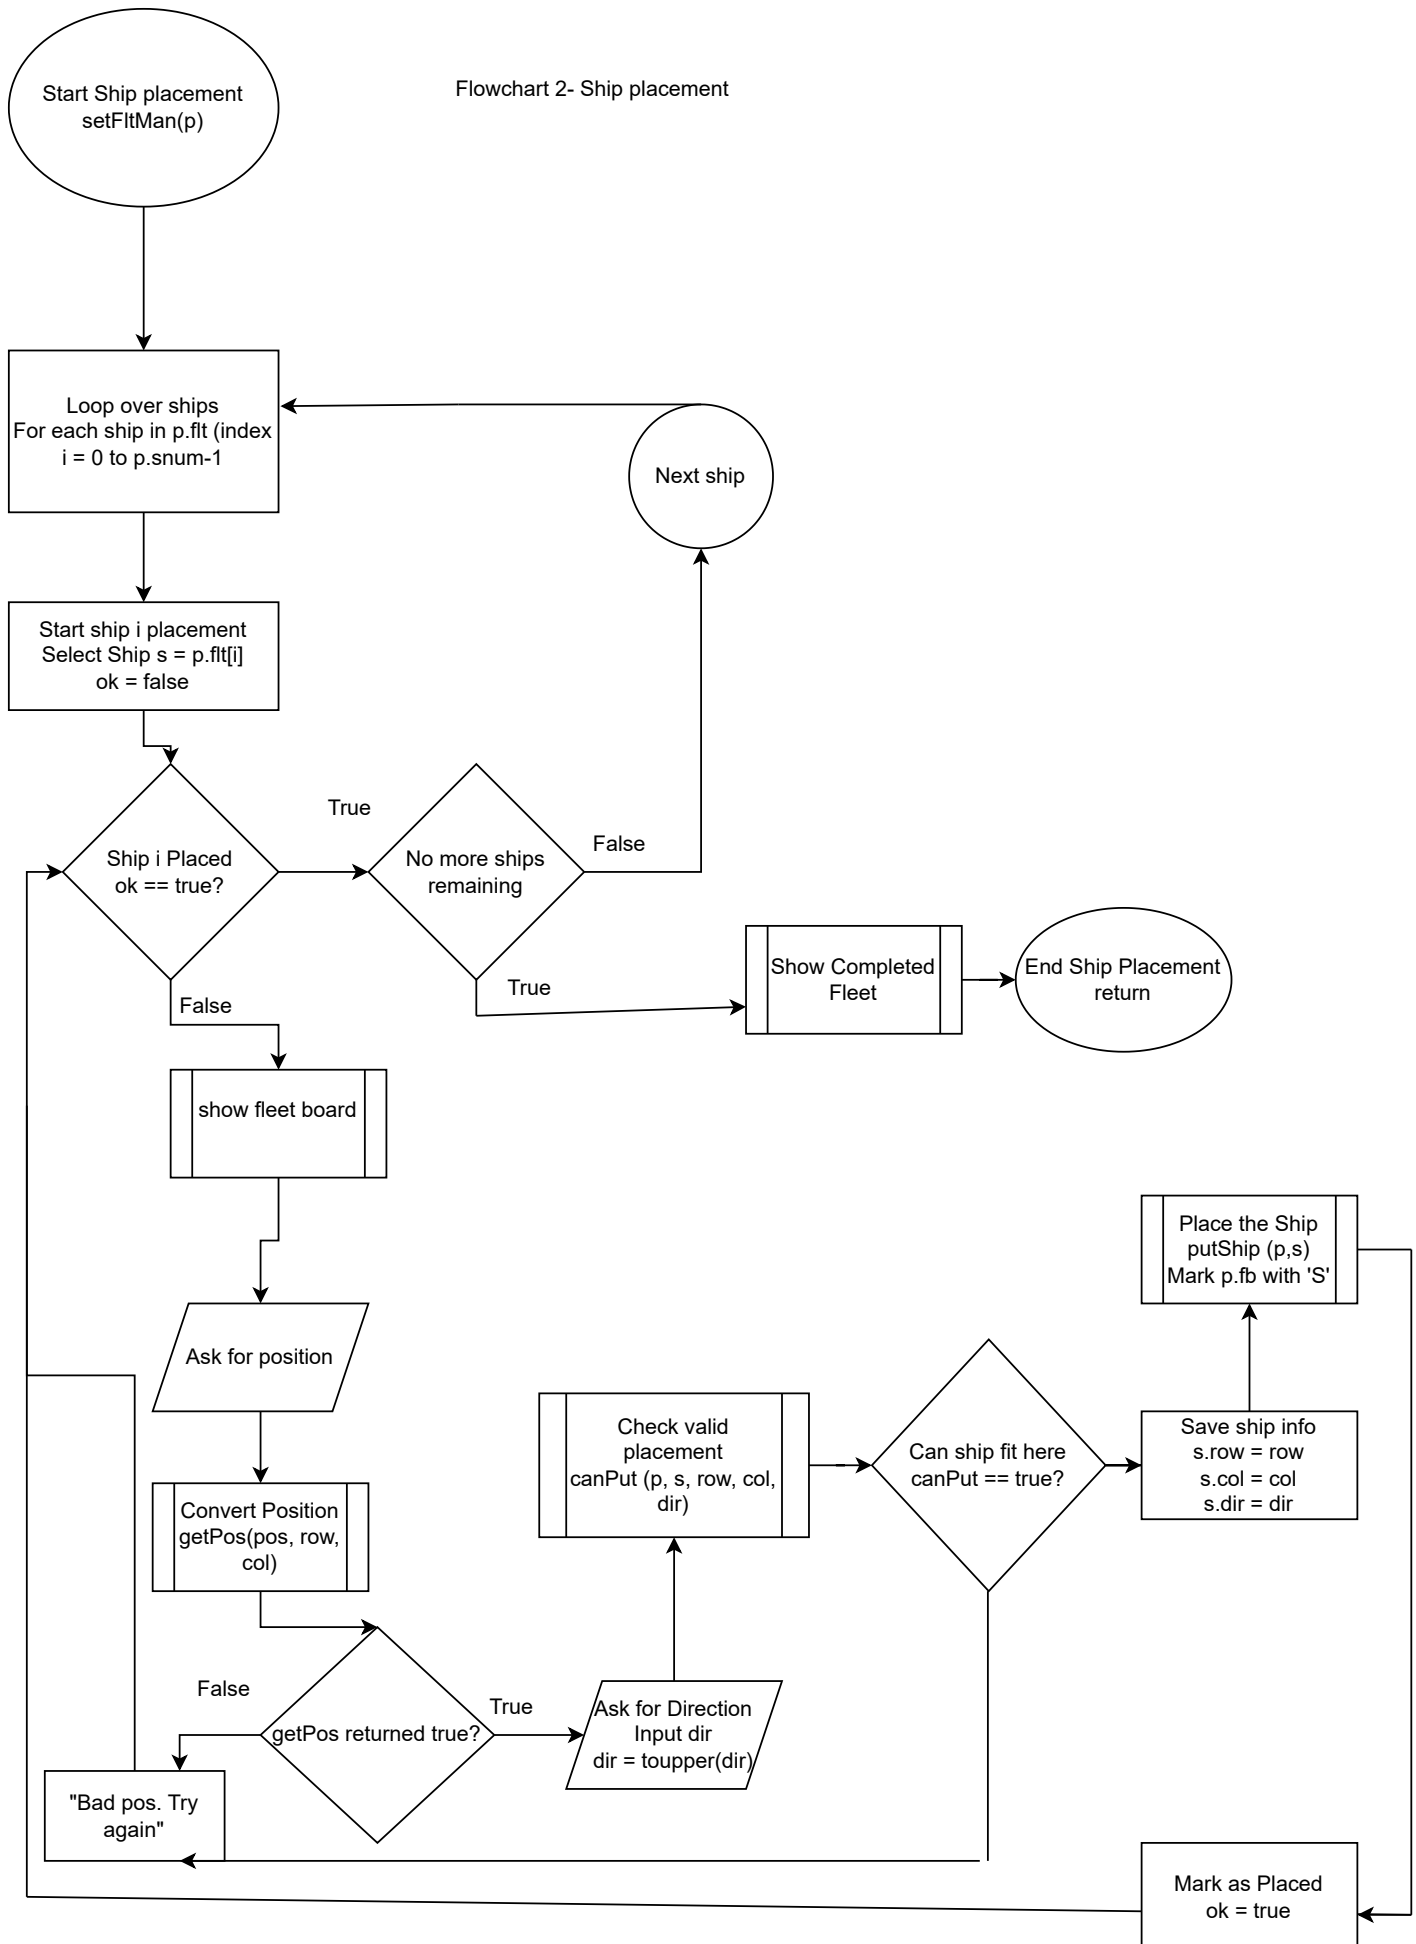 Start Ship placement
setFltMan(p)
Flowchart 2- Ship placement
Loop over ships
For each ship in p.flt (index
i = 0 to p.snum-1
Next ship
Start ship i placement
Select Ship s = p.flt[i]
ok = false
Ship i Placed
ok == true?
True
No more ships
remaining
False
True
Show Completed
Fleet
End Ship Placement
return
False
show fleet board
Ask for position
Convert Position
getPos(pos, row,
col)
getPos returned true?
False
"Bad pos. Try
again"
True
Ask for Direction
Input dir
dir = toupper(dir)
Check valid
placement
canPut (p, s, row, col,
dir)
Can ship fit here
canPut == true?
Save ship info
s.row = row
s.col = col
s.dir = dir
Place the Ship
putShip (p,s)
Mark p.fb with 'S'
Mark as Placed
ok = true